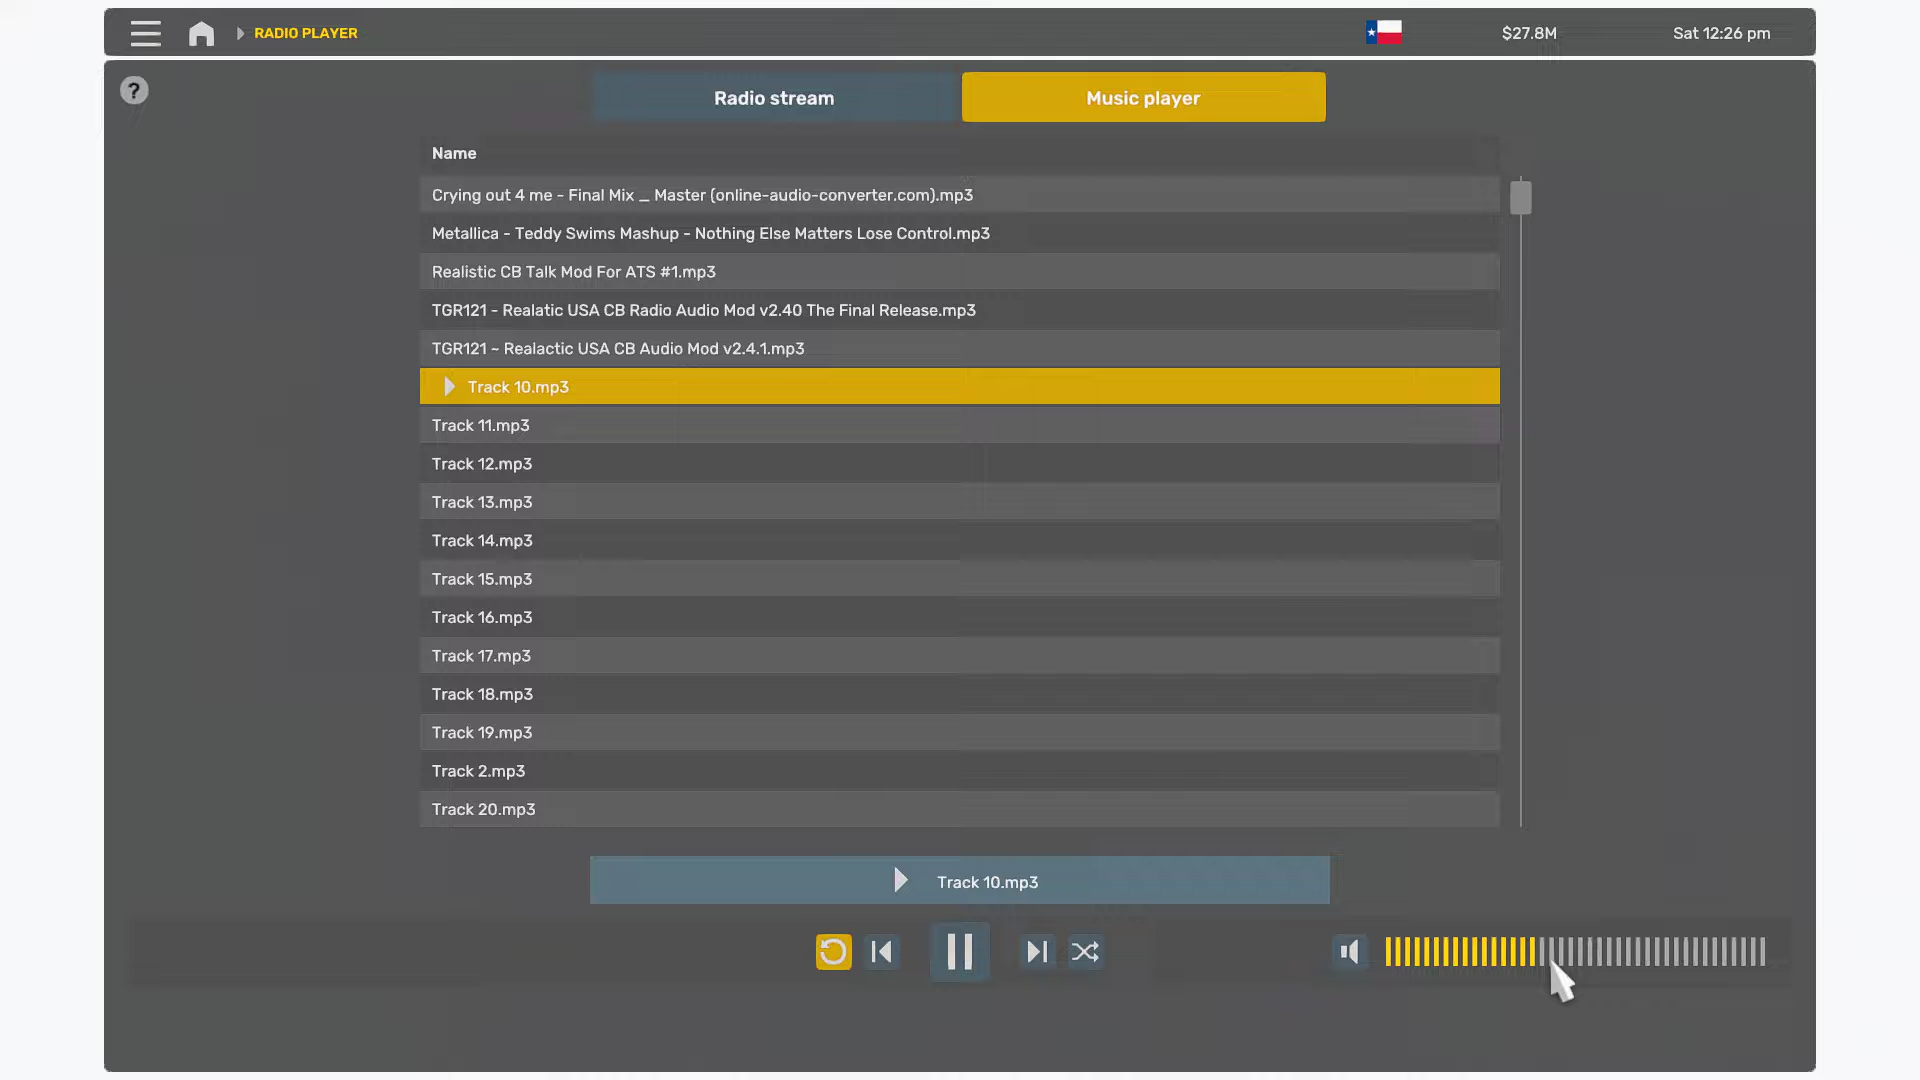 RADIO PLAYER
$27.8M
Sat 12:26 pm
?
Radio stream
Music player
Name
Crying out 4 me - Final Mix _ Master (online-audio-converter.com).mp3
Metallica - Teddy Swims Mashup - Nothing Else Matters Lose Control.mp3
Realistic CB Talk Mod For ATS #1.mp3
TGR121 - Realatic USA CB Radio Audio Mod v2.40 The Final Release.mp3
TGR121 ~ Realactic USA CB Audio Mod v2.4.1.mp3
Track 10.mp3
Track 11.mp3
Track 12.mp3
Track 13.mp3
Track 14.mp3
Track 15.mp3
Track 16.mp3
Track 17.mp3
Track 18.mp3
Track 19.mp3
Track 2.mp3
Track 20.mp3
Track 10.mp3